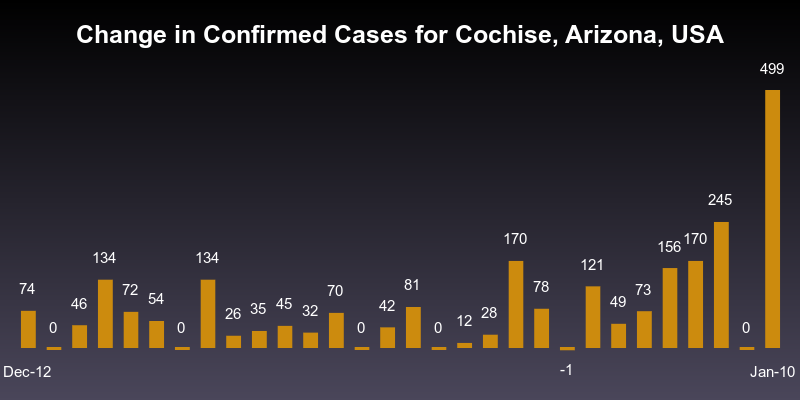 Change in Confirmed Cases for Cochise, Arizona, USA
74 0 46 134 72 54 0 134 26 35 45 32 70 0 42 81 0 12 28 170 78 -1 121 49 73 156 170 245 0 499
Dec-12 Jan-10